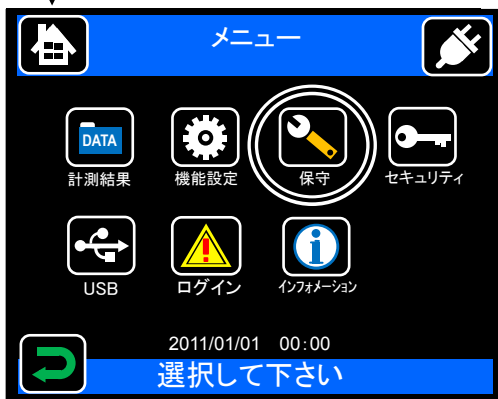 メニュー
DATA
計測結果 機能設定 保守 セキュリティ
USB ログイン インフォメーション
2011/01/01 00:00
選択して下さい